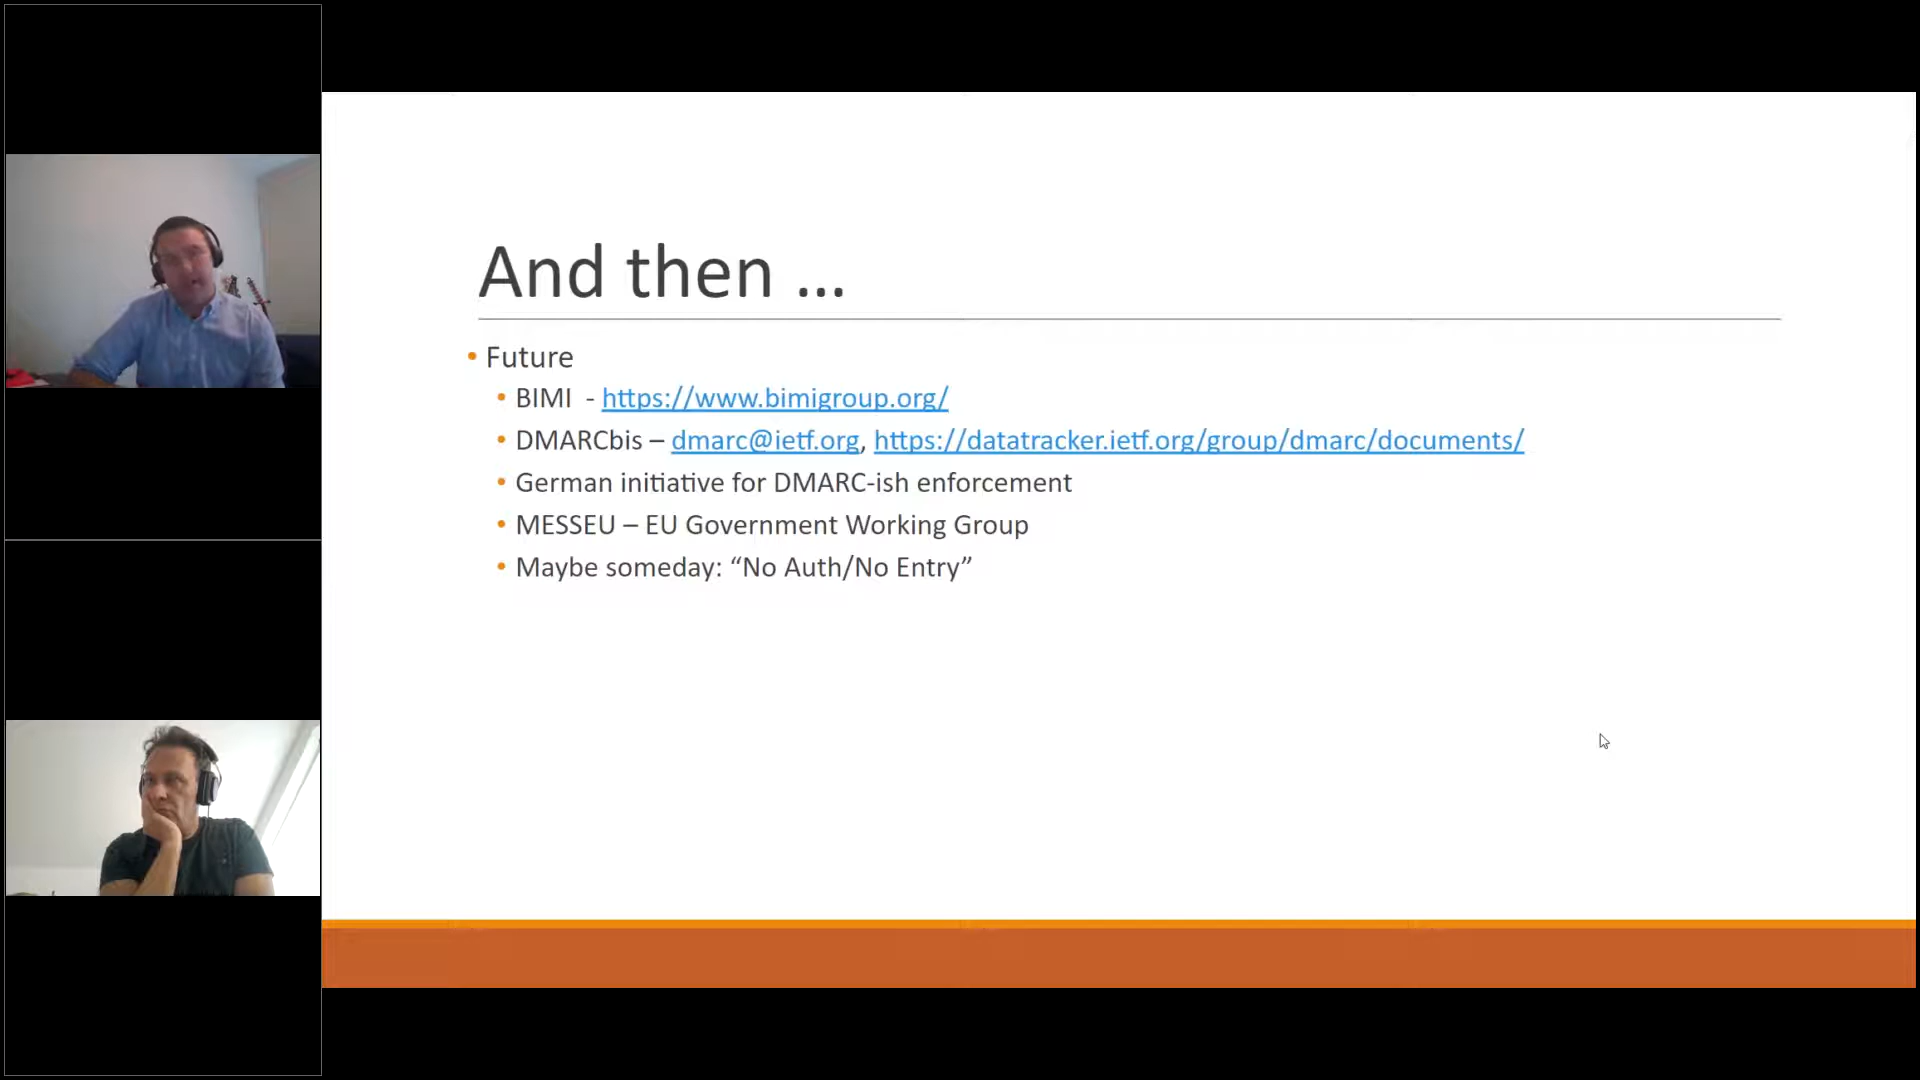 And then ...
• Future
• BIMI  - https://www.bimigroup.org/
• DMARCbis – dmarc@ietf.org, https://datatracker.ietf.org/group/dmarc/documents/
• German initiative for DMARC-ish enforcement
• MESSEU – EU Government Working Group
• Maybe someday: “No Auth/No Entry”